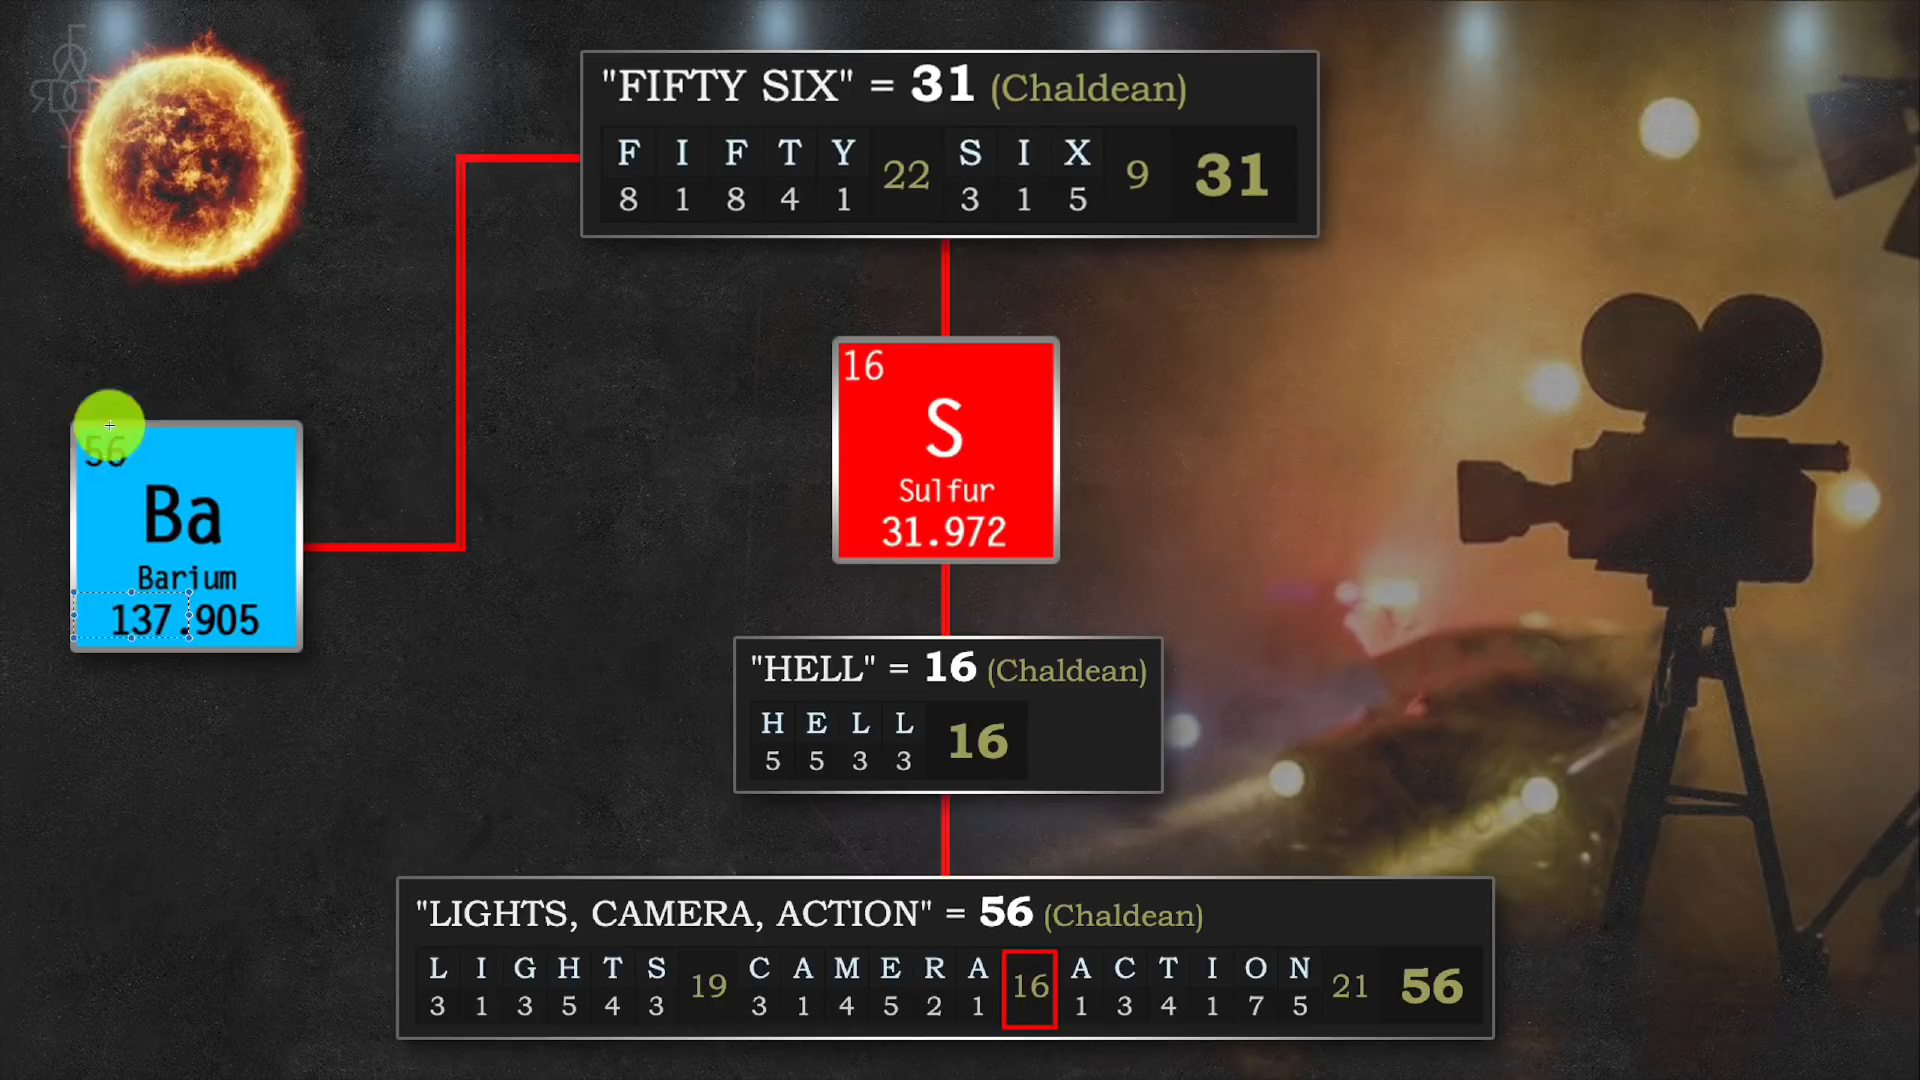 "FIFTY SIX" = 31 (Chaldean)
F I F T Y 22 S I X 9 31
8 1 8 4 1 3 1 5
16
S
Sulfur
31.972
56
Ba
Barium
137.905
"HELL" = 16 (Chaldean)
H E L L 16
5 5 3 3
"LIGHTS, CAMERA, ACTION" = 56 (Chaldean)
L I G H T S 19 C A M E R A 16 A C T I O N 21 56
3 1 3 5 4 3 3 1 4 5 2 1 1 3 4 1 7 5